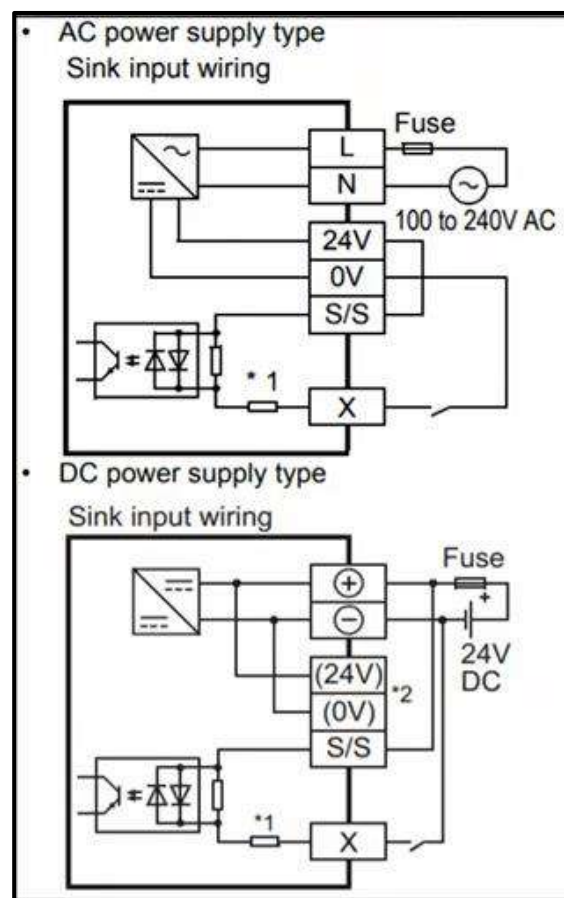 • AC power supply type
Sink input wiring
Fuse
L
N
100 to 240V AC
24V
0V
S/S
* 1
X
• DC power supply type
Sink input wiring
Fuse
+
+
−
24V
DC
(24V)
*2
(0V)
S/S
*1
X